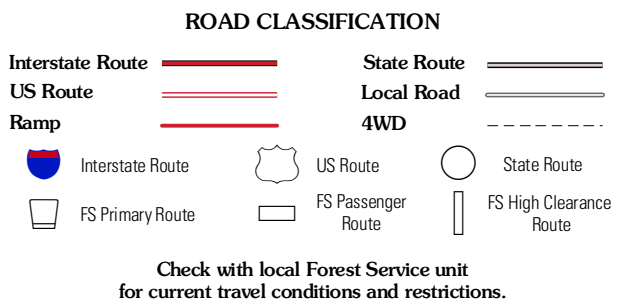 ROAD CLASSIFICATION
Interstate Route
State Route
US Route
Local Road
Ramp
4WD
Interstate Route
US Route
State Route
FS Primary Route
FS Passenger
Route
FS High Clearance
Route
Check with local Forest Service unit
for current travel conditions and restrictions.